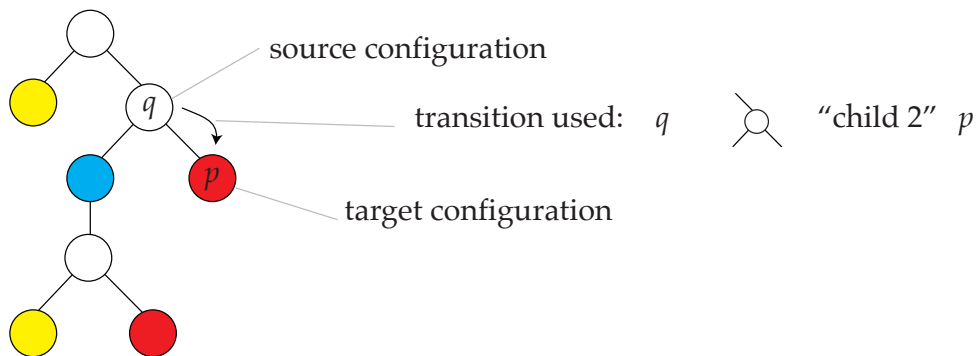 source configuration
q
transition used: q “child 2” p
p
target configuration